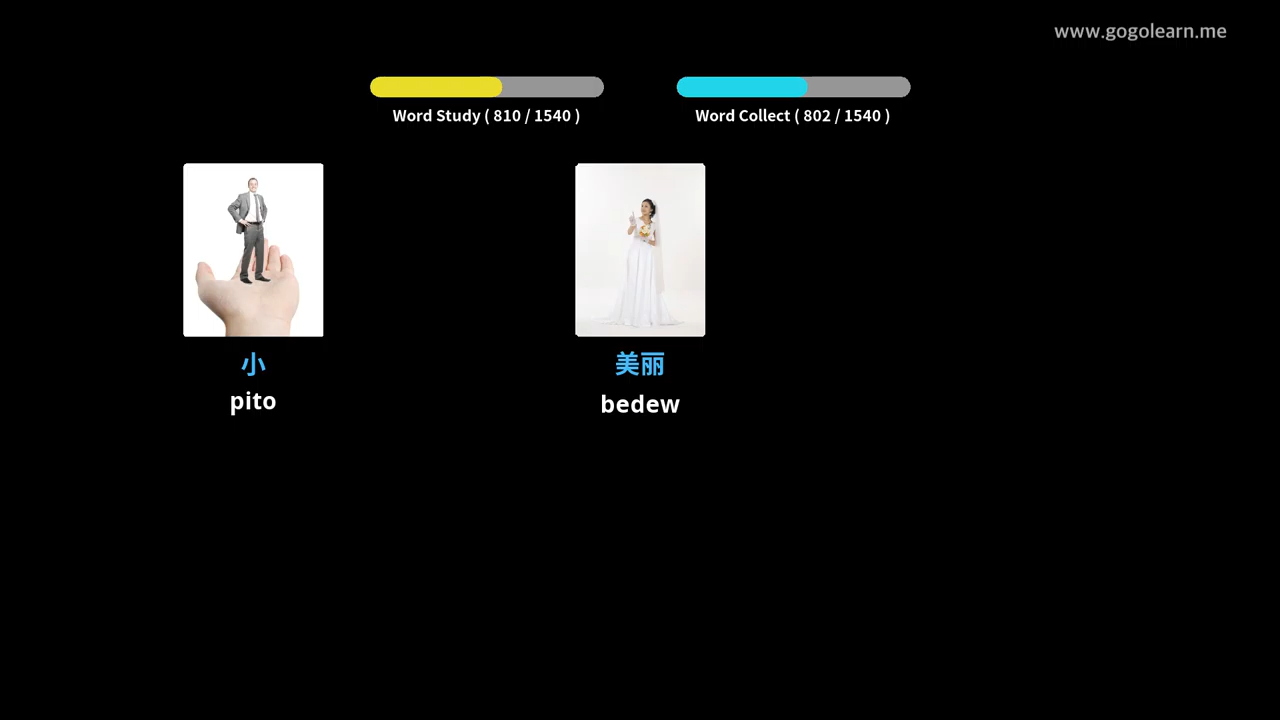 www.gogolearn.me
Word Study ( 810 / 1540 )
Word Collect ( 802 / 1540 )
小
美丽
pito
bedew